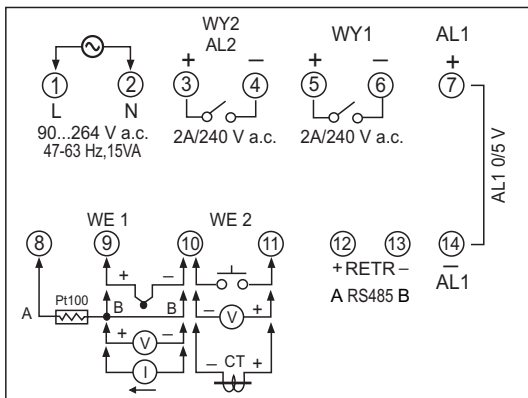 WY2 WY1 AL1
AL2
+ − + − +
1 2 3 4 5 6 7
L N
90...264 V a.c. 2A/240 V a.c. 2A/240 V a.c.
47-63 Hz,15VA
AL1 0/5 V
WE 1 WE 2
8 9 10 11 12 13 14
+ − + RETR − −
A RS485 B AL1
Pt100
A B B
+ V − − V +
I − CT +